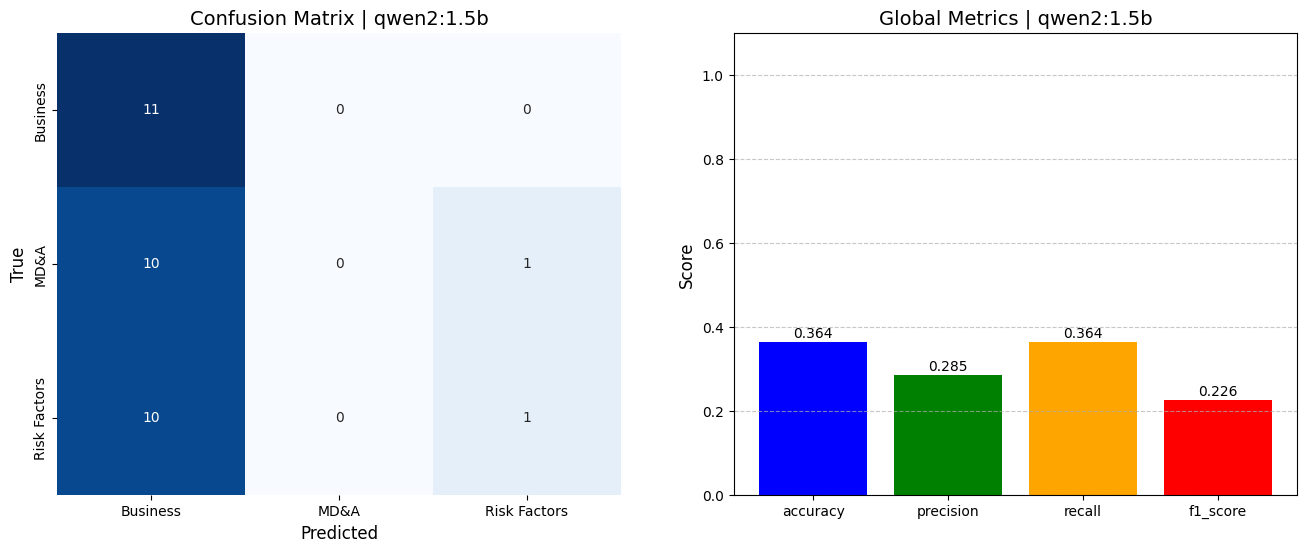 Confusion Matrix | qwen2:1.5b
Business
11
0
0
MD&A
10
0
1
Risk Factors
10
0
1
True
Business
MD&A
Risk Factors
Predicted
Global Metrics | qwen2:1.5b
1.0
0.8
0.6
0.4
0.2
0.0
Score
0.364
0.285
0.364
0.226
accuracy
precision
recall
f1_score